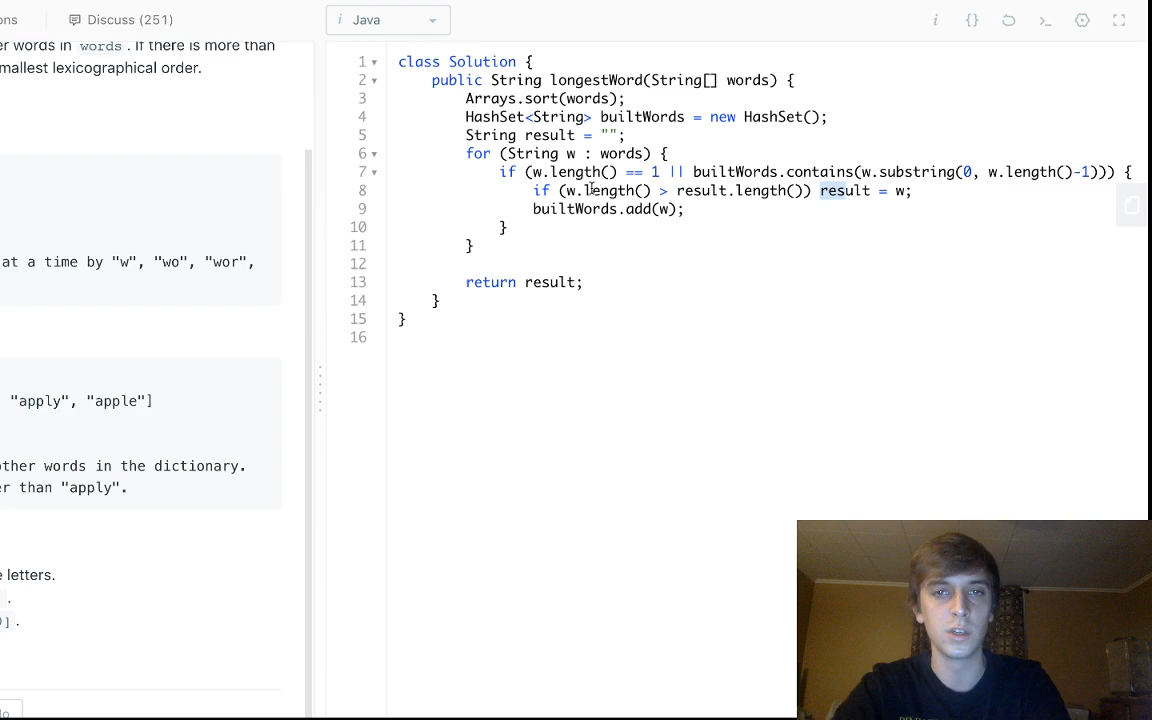 ons
Discuss (251)
i Java
i {}
er words in words . If there is more than
mallest lexicographical order.
at a time by "w", "wo", "wor",
"apply", "apple"]
other words in the dictionary.
er than "apply".
e letters.
.
0] .
1 class Solution {
2 public String longestWord(String[] words) {
3 Arrays.sort(words);
4 HashSet<String> builtWords = new HashSet();
5 String result = "";
6 for (String w : words) {
7 if (w.length() == 1 || builtWords.contains(w.substring(0, w.length()-1))) {
8 if (w.length() > result.length()) result = w;
9 builtWords.add(w);
10 }
11 }
12
13 return result;
14 }
15 }
16